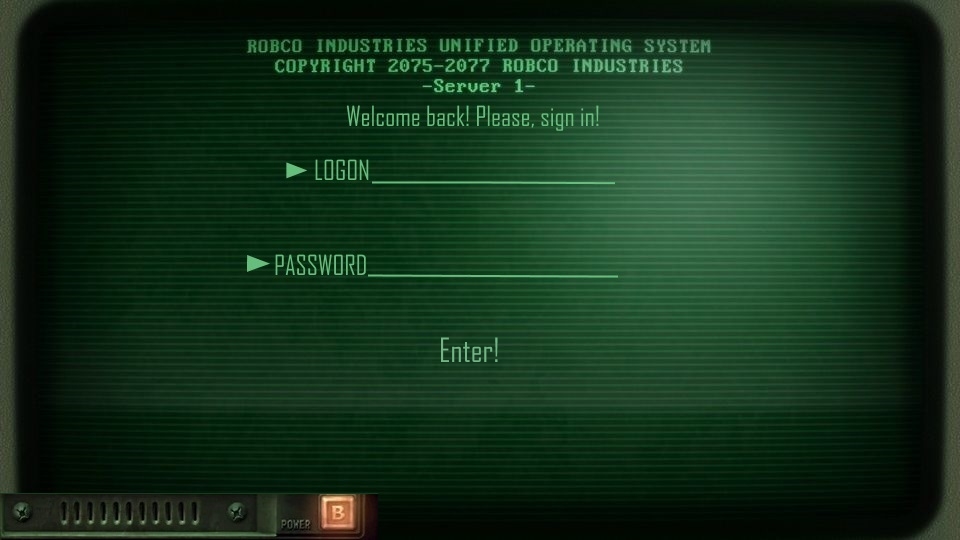 ROBCO INDUSTRIES UNIFIED OPERATING SYSTEM
COPYRIGHT 2075-2077 ROBCO INDUSTRIES
-Server 1-
Welcome back! Please, sign in!
LOGON
PASSWORD
Enter!
POWER B